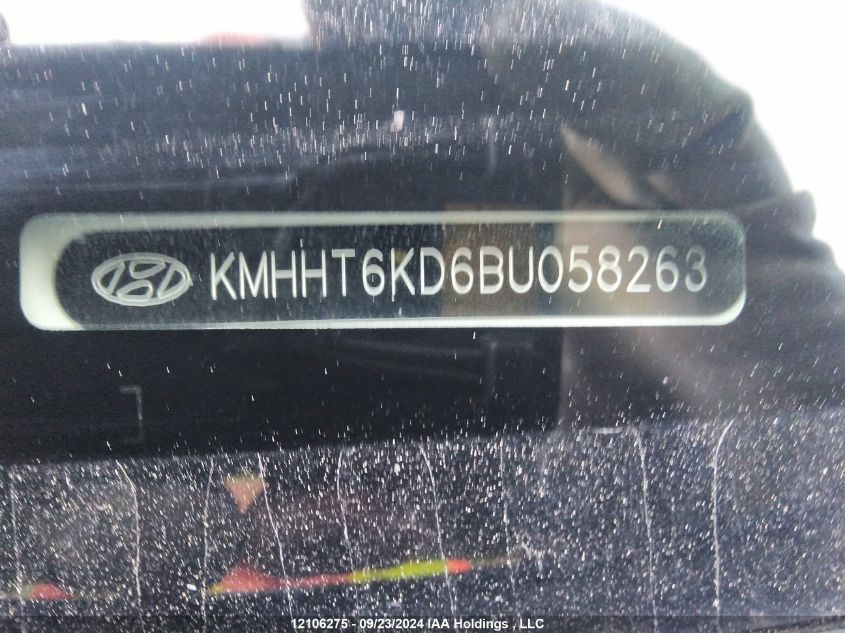 KMHHT6KD6BU058263
12106275 - 09/23/2024 IAA Holdings , LLC